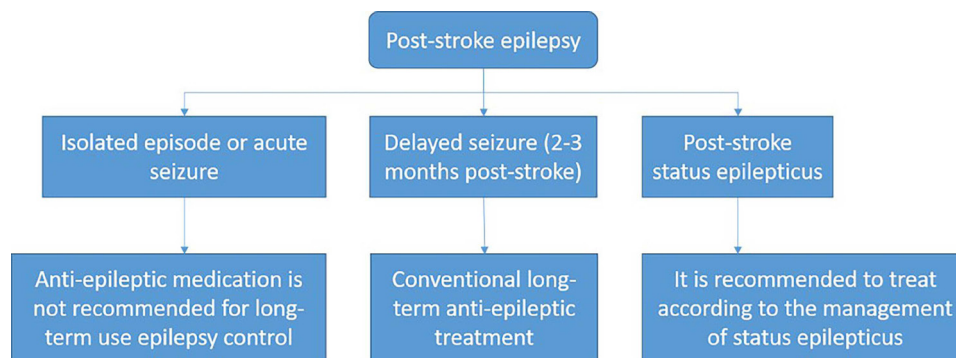 Post-stroke epilepsy
Isolated episode or acute
seizure
Delayed seizure (2-3
months post-stroke)
Post-stroke
status epilepticus
Anti-epileptic medication is
not recommended for long-
term use epilepsy control
Conventional long-
term anti-epileptic
treatment
It is recommended to treat
according to the management
of status epilepticus